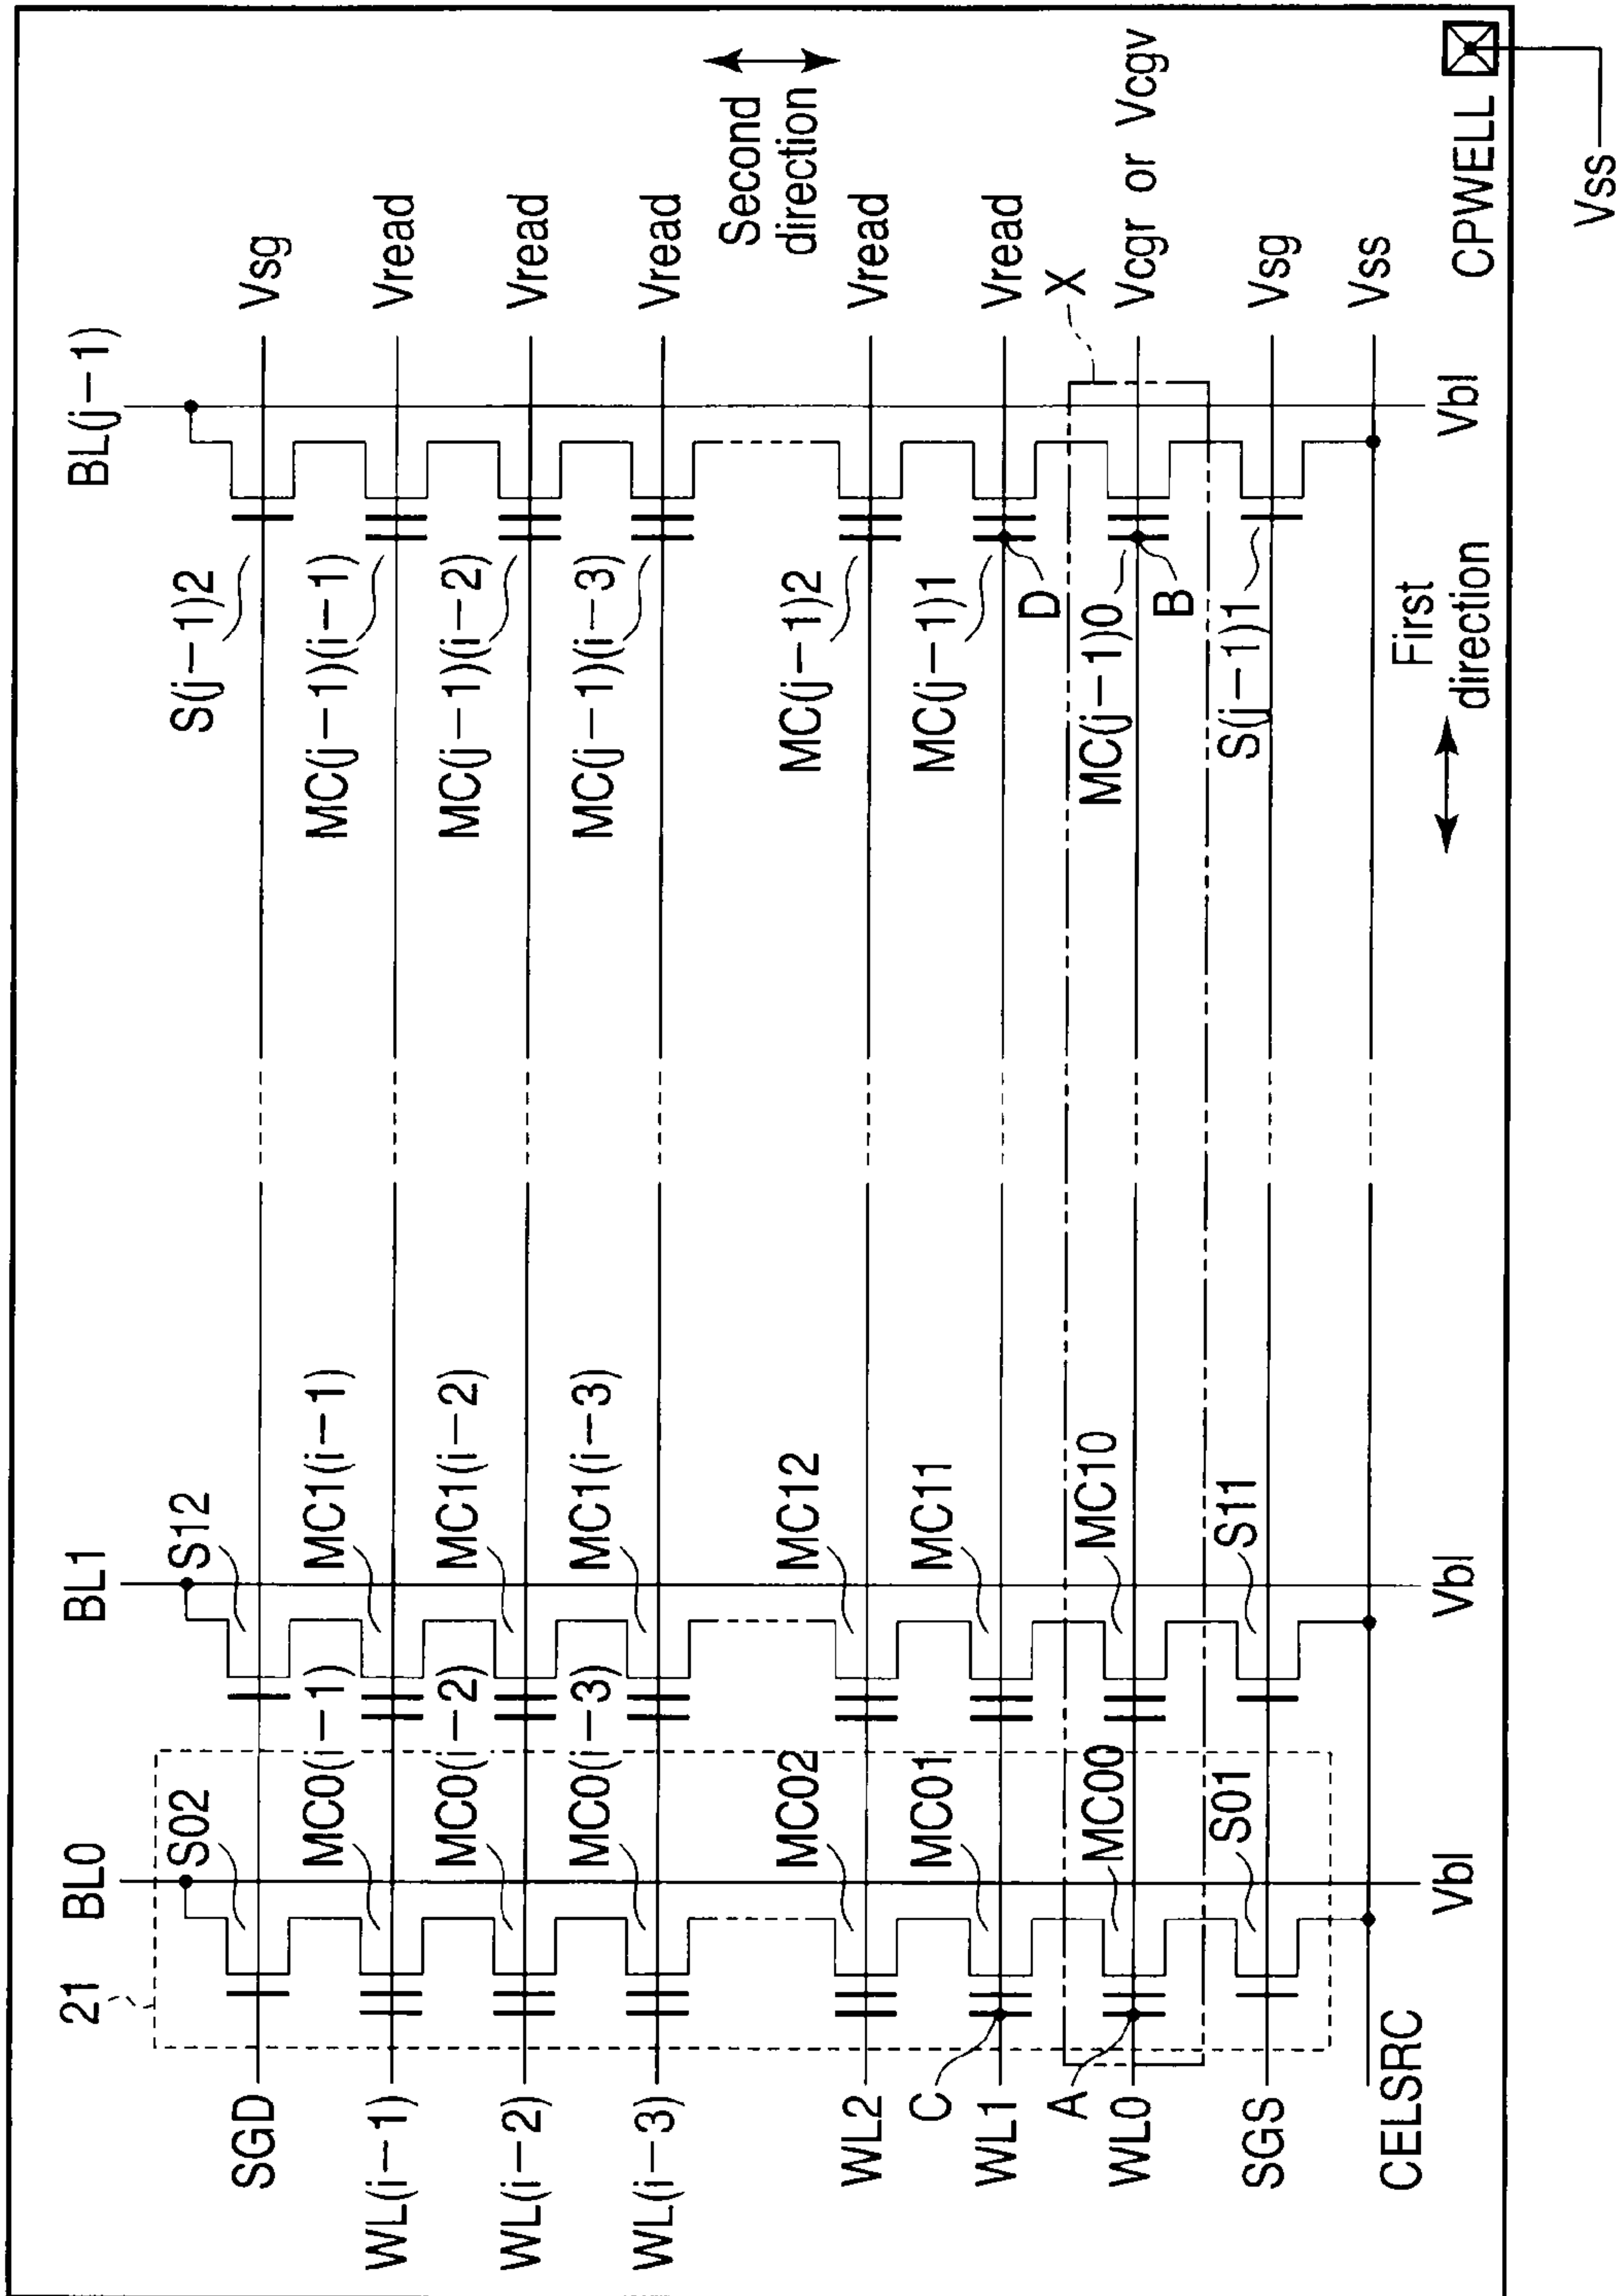 BL0
BL1
BL(j-1)
21
S02
S12
S(j-1)2
SGD
Vsg
MC0(i-1)
MC1(i-1)
MC(j-1)(i-1)
WL(i-1)
Vread
MC0(i-2)
MC1(i-2)
MC(j-1)(i-2)
WL(i-2)
Vread
MC0(i-3)
MC1(i-3)
MC(j-1)(i-3)
WL(i-3)
Vread
Second
direction
MC02
MC12
MC(j-1)2
WL2
Vread
C
MC01
MC11
MC(j-1)1
WL1
Vread
D
X
A
MC00
MC10
MC(j-1)0
WL0
Vcgr or Vcgv
B
S01
S11
S(j-1)1
SGS
Vsg
CELSRC
Vss
First
direction
Vbl
Vbl
Vbl
CPWELL
Vss